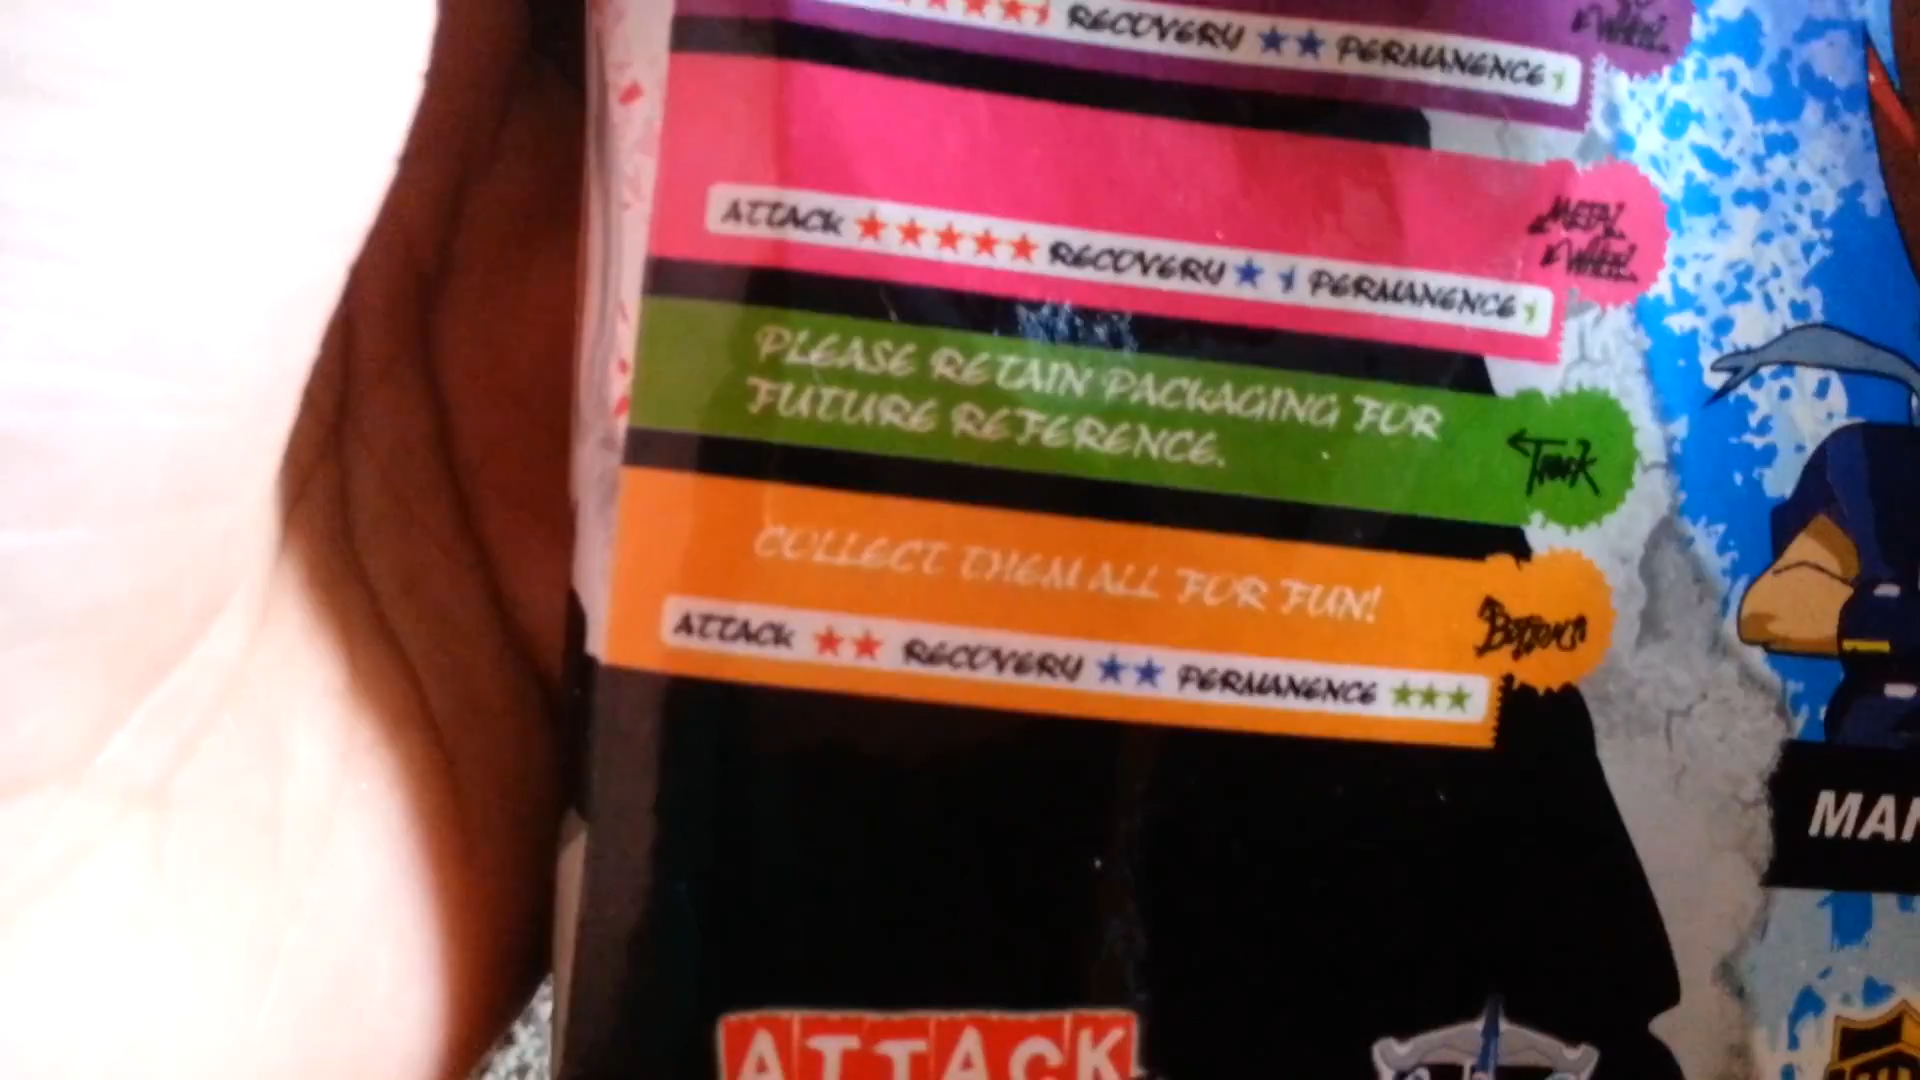 RECOVERY ★★ PERMANENCE
ATTACK ★★★★★ RECOVERY ★ PERMANENCE
METAL
WHEEL
PLEASE RETAIN PACKAGING FOR
FUTURE REFERENCE.
Track
COLLECT THEM ALL FOR FUN!
ATTACK ★★ RECOVERY ★★ PERMANENCE ★★★
Bottom
ATTACK